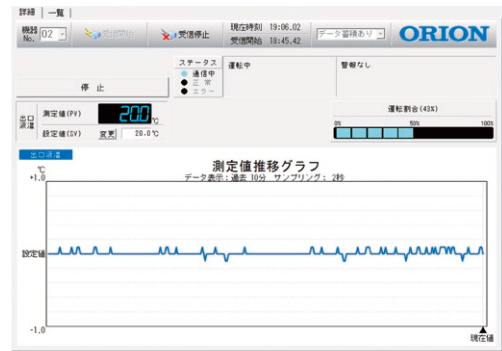 詳細 一覧
機器No. 02 受信開始 受信停止 現在時刻 19:06.02 データ蓄積あり ORION
受信開始 18:45.42
ステータス 運転中 警報なし
通信中
正常
エラー
停 止
運転割合(43%)
0% 50% 100%
出口液温 測定値(PV) 20.0 ℃
設定値(SV) 変更 20.0℃
出口液温
測定値推移グラフ
データ表示:過去 10分 サンプリング: 2秒
℃
+1.0
設定値
-1.0
現在値